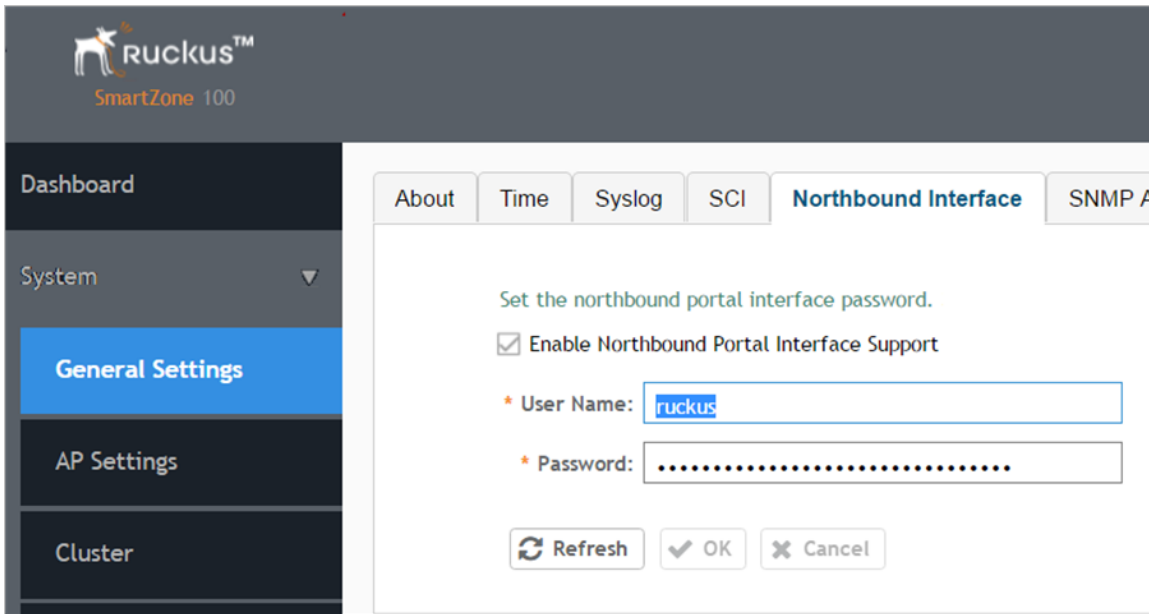 Ruckus™
SmartZone 100
Dashboard
System
General Settings
AP Settings
Cluster
About
Time
Syslog
SCI
Northbound Interface
SNMP A
Set the northbound portal interface password.
Enable Northbound Portal Interface Support
* User Name: ruckus
* Password: ••••••••••••••••••••••••••••••••
Refresh
OK
Cancel